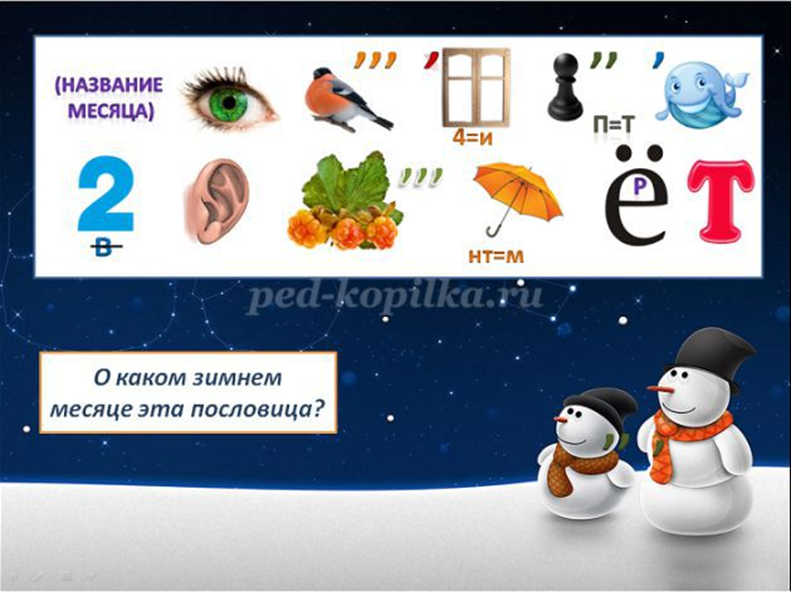 (НАЗВАНИЕ
МЕСЯЦА)
,,, , ,, ,
4=и
П=Т
2
В
,,,
нт=м
ё
Р
Т
ped-kopilka.ru
О каком зимнем
месяце эта пословица?